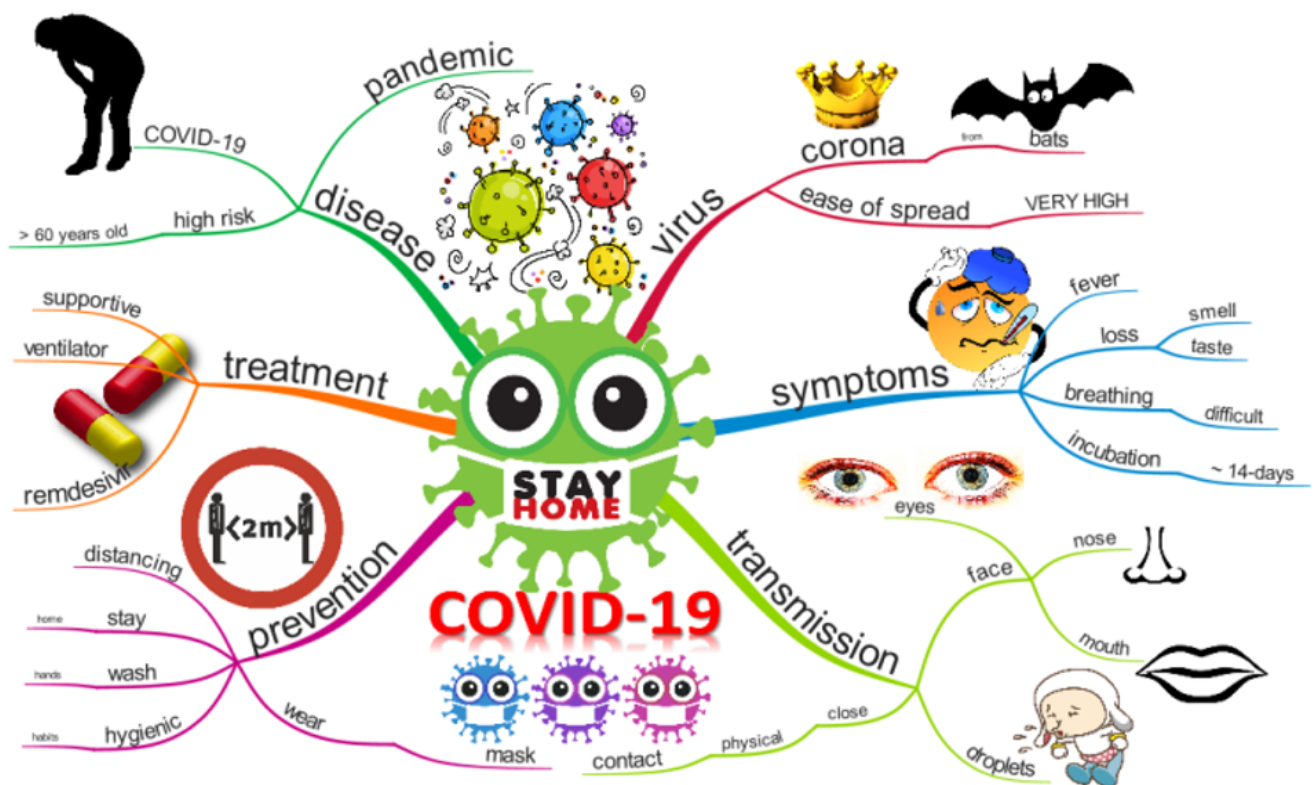 pandemic
COVID-19
disease
high risk
> 60 years old
virus
corona
from
bats
ease of spread
VERY HIGH
supportive
ventilator
treatment
remdesivir
symptoms
fever
loss
smell
taste
breathing
difficult
incubation
~ 14-days
STAY
HOME
COVID-19
<2m>
prevention
distancing
home
stay
hands
wash
habits
hygienic
wear
mask
transmission
eyes
face
nose
mouth
close
physical
contact
droplets